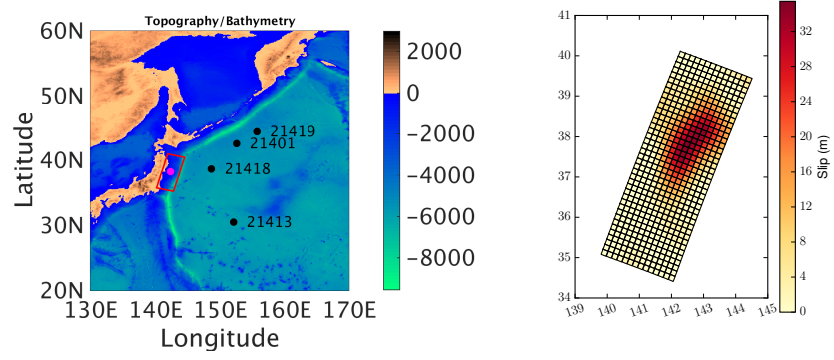 Topography/Bathymetry
60N
50N
40N
30N
20N
Latitude
130E 140E 150E 160E 170E
Longitude
21419
21401
21418
21413
2000
0
−2000
−4000
−6000
−8000
41
40
39
38
37
36
35
34
139 140 141 142 143 144 145
32
28
24
20
16
12
8
4
0
Slip (m)